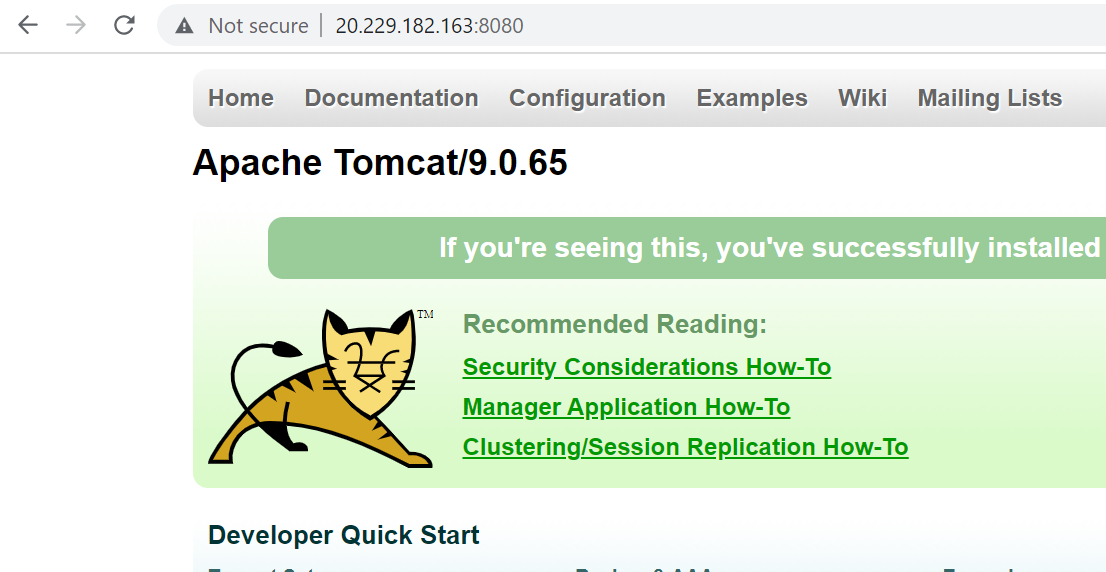 Not secure 20.229.182.163:8080
Home Documentation Configuration Examples Wiki Mailing Lists
Apache Tomcat/9.0.65
If you're seeing this, you've successfully installed
TM
Recommended Reading:
Security Considerations How-To
Manager Application How-To
Clustering/Session Replication How-To
Developer Quick Start